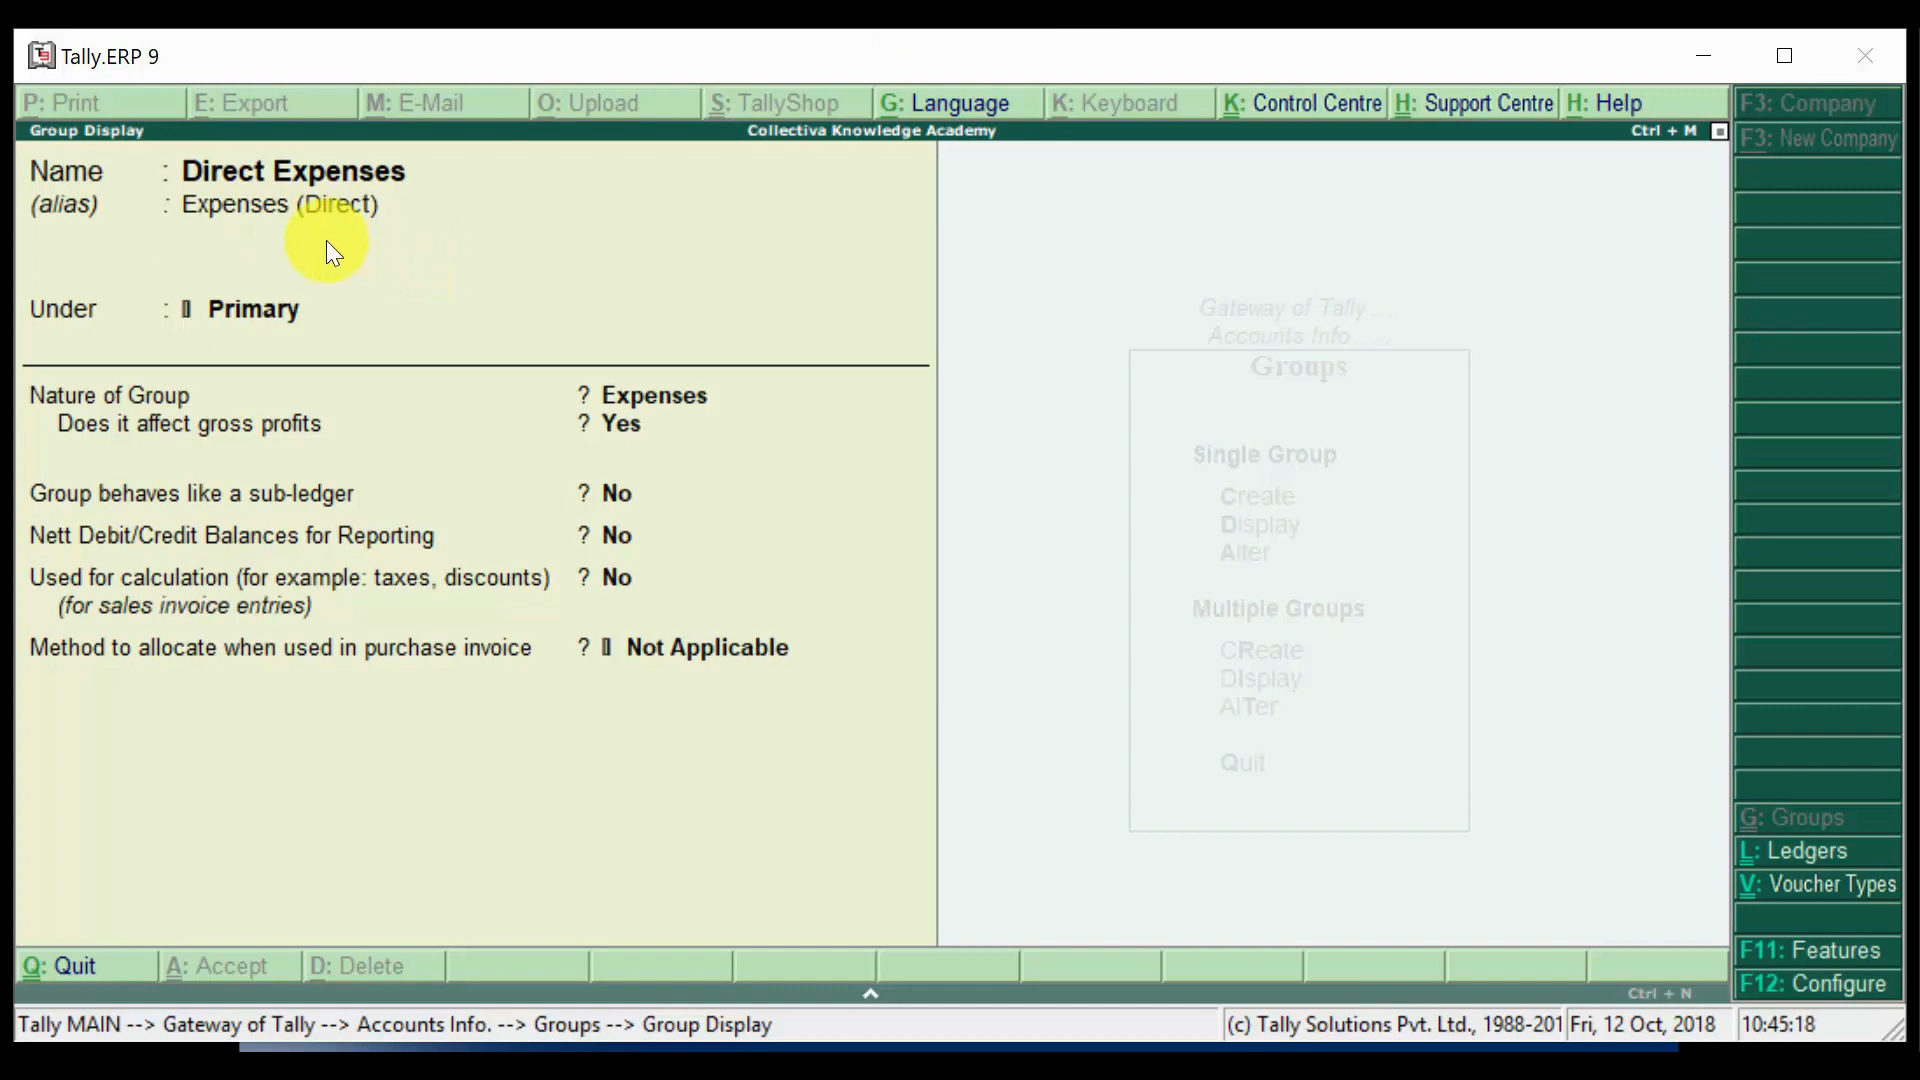 Tally.ERP 9
P: Print E: Export M: E-Mail O: Upload S: TallyShop G: Language K: Keyboard K: Control Centre H: Support Centre H: Help
F3: Company
Group Display Collectiva Knowledge Academy Ctrl + M
F3: New Company
Name : Direct Expenses
(alias) : Expenses (Direct)
Under : Primary
Nature of Group ? Expenses
Does it affect gross profits ? Yes
Group behaves like a sub-ledger ? No
Nett Debit/Credit Balances for Reporting ? No
Used for calculation (for example: taxes, discounts) ? No
(for sales invoice entries)
Method to allocate when used in purchase invoice ? Not Applicable
Gateway of Tally ....
Accounts Info. .....
Groups
Single Group
Create
Display
Alter
Multiple Groups
CReate
DIsplay
AlTer
Quit
G: Groups
L: Ledgers
V: Voucher Types
F11: Features
F12: Configure
Q: Quit A: Accept D: Delete
Ctrl + N
Tally MAIN --> Gateway of Tally --> Accounts Info. --> Groups --> Group Display (c) Tally Solutions Pvt. Ltd., 1988-201 Fri, 12 Oct, 2018 10:45:18